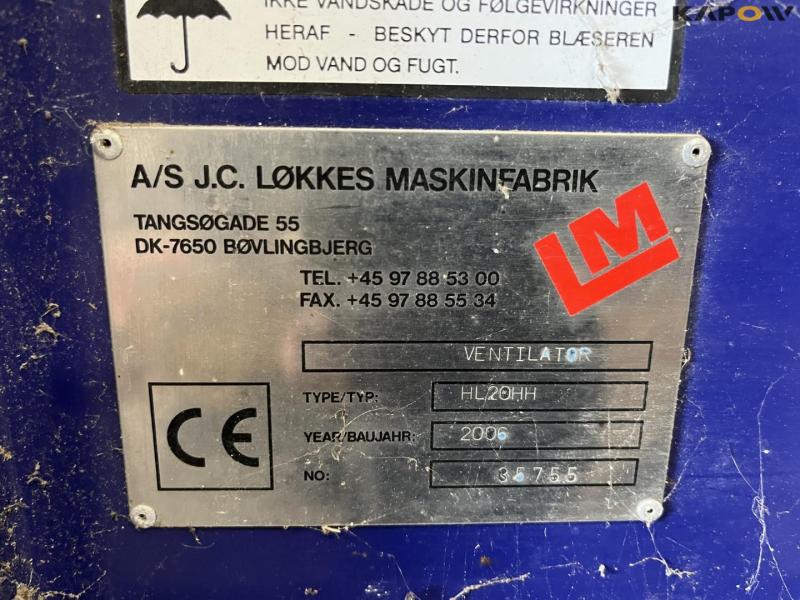 IKKE VANDSKADE OG FØLGEVIRKNINGER
HERAF - BESKYT DERFOR BLÆSEREN
MOD VAND OG FUGT.
KAPOW
A/S J.C. LØKKES MASKINFABRIK
TANGSØGADE 55
DK-7650 BØVLINGBJERG
LM
TEL. +45 97 88 53 00
FAX. +45 97 88 55 34
VENTILATOR
TYPE/TYP: HL20HH
YEAR/BAUJAHR: 2006
NO: 35755
CE